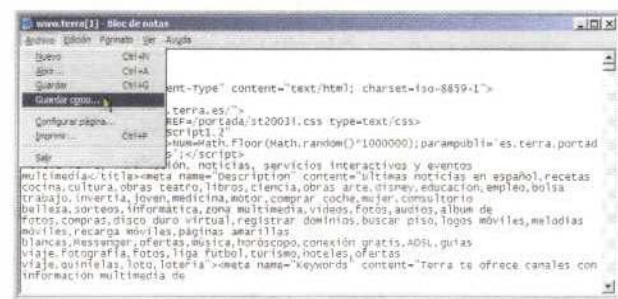 www.terra[1] - Bloc de notas
Archivo Edición Formato Ver Ayuda
Nuevo Ctrl+N
Abrir... Ctrl+A
Guardar Ctrl+G
Guardar como...
Configurar página...
Imprimir... Ctrl+P
Salir
ent-Type" content="text/html; charset=iso-8859-1">
.terra.es/">
REF=/portada/st2003i.css type=text/css>
cript1.2"
>num=Math.floor(Math.random()*1000000);parampubli='es.terra.portad
s';</script>
ión, noticias, servicios interactivos y eventos
multimedia</title><meta name="Description" content="últimas noticias en español,recetas
cocina,cultura,obras teatro,libros,ciencia,obras arte,disney,educacion,empleo,bolsa
trabajo,invertia,joven,medicina,motor,comprar coche,mujer,consultorio
belleza,sorteos,informática,zona multimedia,videos,fotos,audios,album de
fotos,compras,disco duro virtual,registrar dominios,buscar piso,logos móviles,melodías
móviles,recarga móviles,páginas amarillas
blancas,Messenger,ofertas,música,horóscopo,conexión gratis,ADSL,guias
viaje,fotografía,fotos,liga futbol,turismo,hoteles,ofertas
viaje,quinielas,loto,loteria"><meta name="Keywords" content="Terra te ofrece canales con
información multimedia de